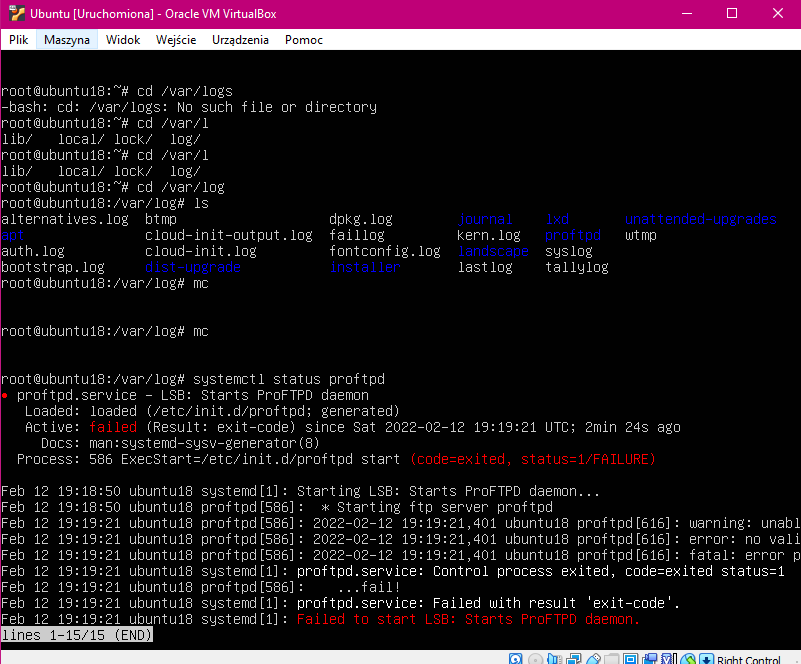 Ubuntu [Uruchomiona] - Oracle VM VirtualBox
Plik Maszyna Widok Wejście Urządzenia Pomoc
root@ubuntu18:~# cd /var/logs
-bash: cd: /var/logs: No such file or directory
root@ubuntu18:~# cd /var/l
lib/ local/ lock/ log/
root@ubuntu18:~# cd /var/l
lib/ local/ lock/ log/
root@ubuntu18:~# cd /var/log
root@ubuntu18:/var/log# ls
alternatives.log btmp dpkg.log journal lxd unattended-upgrades
apt cloud-init-output.log faillog kern.log proftpd wtmp
auth.log cloud-init.log fontconfig.log landscape syslog
bootstrap.log dist-upgrade installer lastlog tallylog
root@ubuntu18:/var/log# mc
root@ubuntu18:/var/log# mc
root@ubuntu18:/var/log# systemctl status proftpd
● proftpd.service - LSB: Starts ProFTPD daemon
Loaded: loaded (/etc/init.d/proftpd; generated)
Active: failed (Result: exit-code) since Sat 2022-02-12 19:19:21 UTC; 2min 24s ago
Docs: man:systemd-sysv-generator(8)
Process: 586 ExecStart=/etc/init.d/proftpd start (code=exited, status=1/FAILURE)
Feb 12 19:18:50 ubuntu18 systemd[1]: Starting LSB: Starts ProFTPD daemon...
Feb 12 19:18:50 ubuntu18 proftpd[586]: * Starting ftp server proftpd
Feb 12 19:19:21 ubuntu18 proftpd[586]: 2022-02-12 19:19:21,401 ubuntu18 proftpd[616]: warning: unabl
Feb 12 19:19:21 ubuntu18 proftpd[586]: 2022-02-12 19:19:21,401 ubuntu18 proftpd[616]: error: no vali
Feb 12 19:19:21 ubuntu18 proftpd[586]: 2022-02-12 19:19:21,401 ubuntu18 proftpd[616]: fatal: error p
Feb 12 19:19:21 ubuntu18 systemd[1]: proftpd.service: Control process exited, code=exited status=1
Feb 12 19:19:21 ubuntu18 proftpd[586]: ...fail!
Feb 12 19:19:21 ubuntu18 systemd[1]: proftpd.service: Failed with result 'exit-code'.
Feb 12 19:19:21 ubuntu18 systemd[1]: Failed to start LSB: Starts ProFTPD daemon.
lines 1-15/15 (END)
Right Control